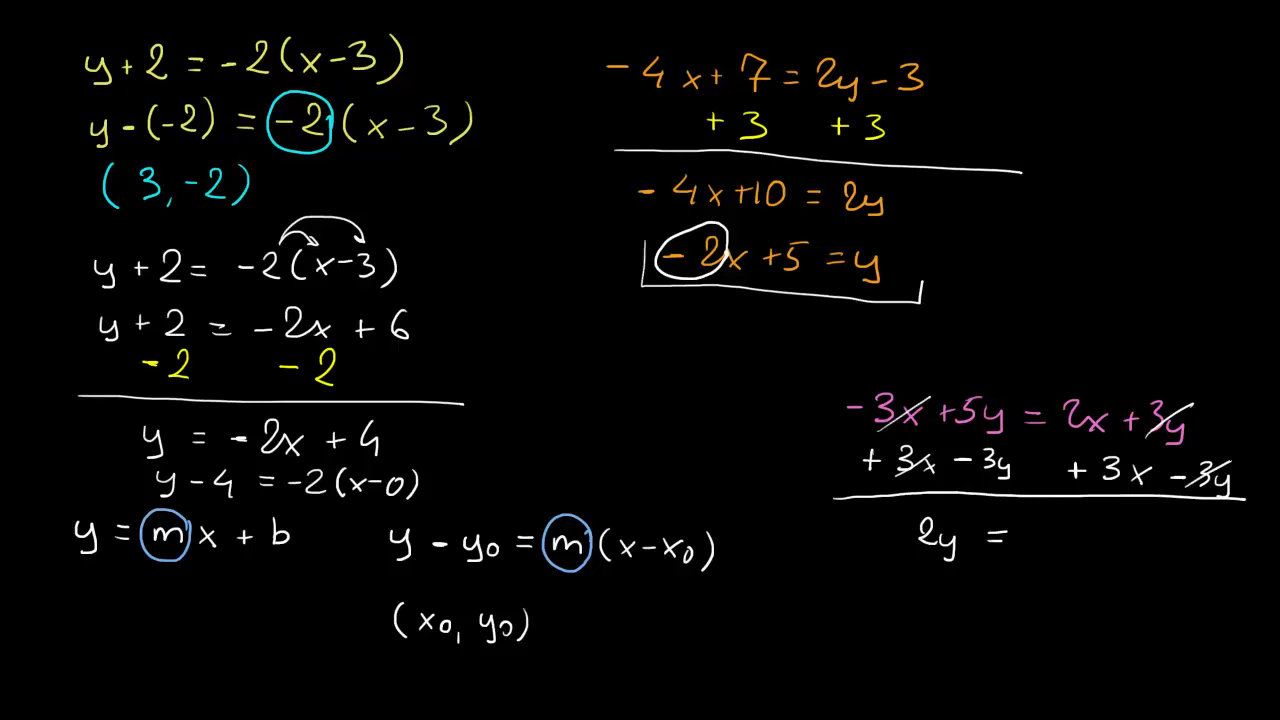 y + 2 = -2(x - 3)
y - (-2) = -2(x - 3)
(3, -2)
y + 2 = -2(x - 3)
y + 2 = -2x + 6
-2 -2
y = -2x + 4
y - 4 = -2(x - 0)
y = mx + b
y - y₀ = m(x - x₀)
(x₀, y₀)
-4x + 7 = 2y - 3
+3 +3
-4x + 10 = 2y
-2x + 5 = y
-3x + 5y = 2x + 3y
+3x - 3y +3x - 3y
2y =